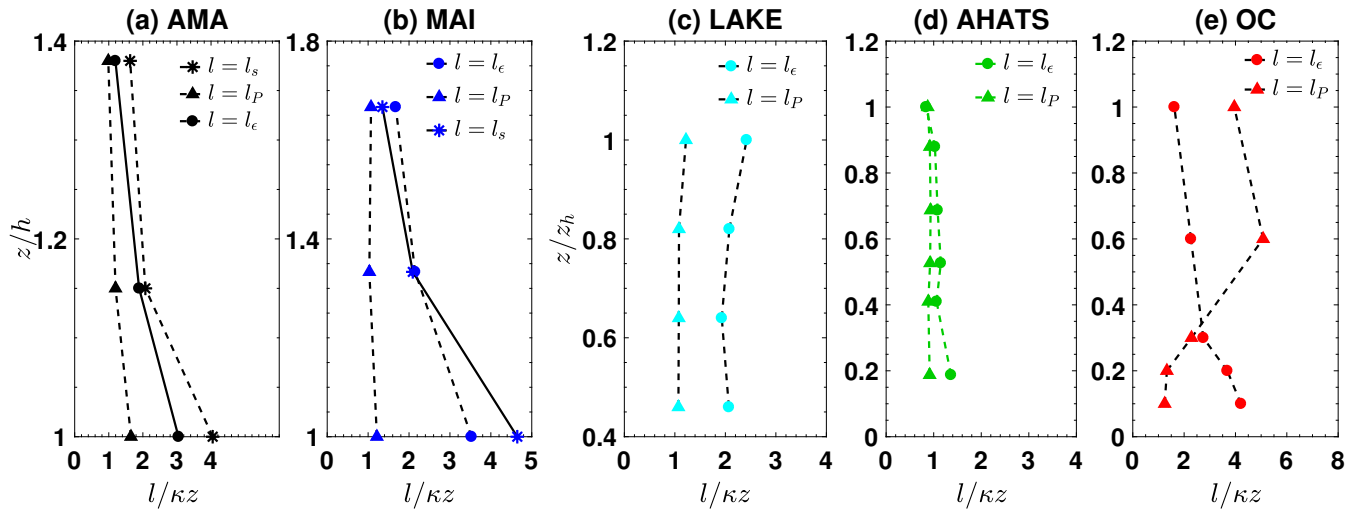 (a) AMA
(b) MAI
(c) LAKE
(d) AHATS
(e) OC
1.4
1.2
1
z/h
0 1 2 3 4
l/κz
l = l_s
l = l_P
l = l_ϵ
1.8
1.4
1
0 1 2 3 4 5
l/κz
l = l_ϵ
l = l_P
l = l_s
1.2
1
0.8
0.6
0.4
z/z_h
0 1 2 3 4
l/κz
l = l_ϵ
l = l_P
1.2
1
0.8
0.6
0.4
0.2
0
0 1 2 3 4
l/κz
l = l_ϵ
l = l_P
1.2
1
0.8
0.6
0.4
0.2
0
0 2 4 6 8
l/κz
l = l_ϵ
l = l_P